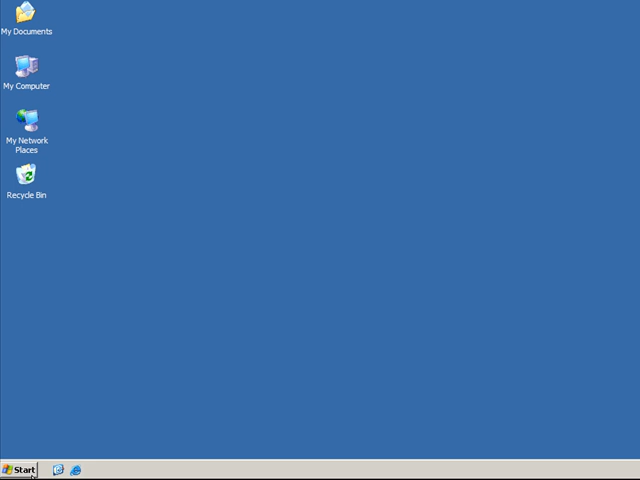 My Documents
My Computer
My Network
Places
Recycle Bin
Start